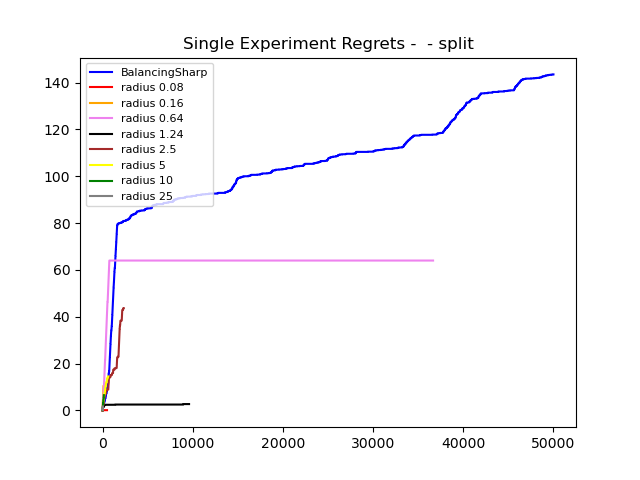 Single Experiment Regrets -  - split
BalancingSharp
radius 0.08
radius 0.16
radius 0.64
radius 1.24
radius 2.5
radius 5
radius 10
radius 25
140
120
100
80
60
40
20
0
0 10000 20000 30000 40000 50000